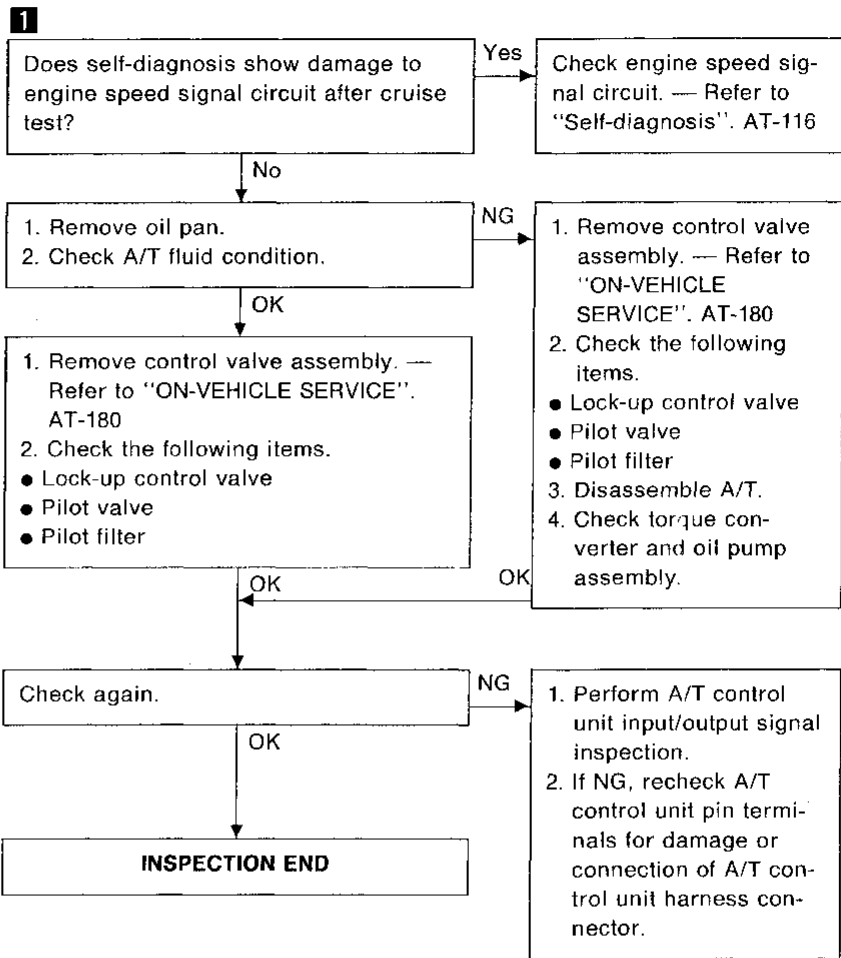 1
Does self-diagnosis show damage to
engine speed signal circuit after cruise
test?
Yes
Check engine speed sig-
nal circuit. — Refer to
"Self-diagnosis". AT-116
No
1. Remove oil pan.
2. Check A/T fluid condition.
NG
1. Remove control valve
assembly. — Refer to
"ON-VEHICLE
SERVICE". AT-180
2. Check the following
items.
● Lock-up control valve
● Pilot valve
● Pilot filter
3. Disassemble A/T.
4. Check torque con-
verter and oil pump
assembly.
OK
1. Remove control valve assembly. —
Refer to "ON-VEHICLE SERVICE".
AT-180
2. Check the following items.
● Lock-up control valve
● Pilot valve
● Pilot filter
OK
OK
Check again.
NG
1. Perform A/T control
unit input/output signal
inspection.
2. If NG, recheck A/T
control unit pin termi-
nals for damage or
connection of A/T con-
trol unit harness con-
nector.
OK
INSPECTION END